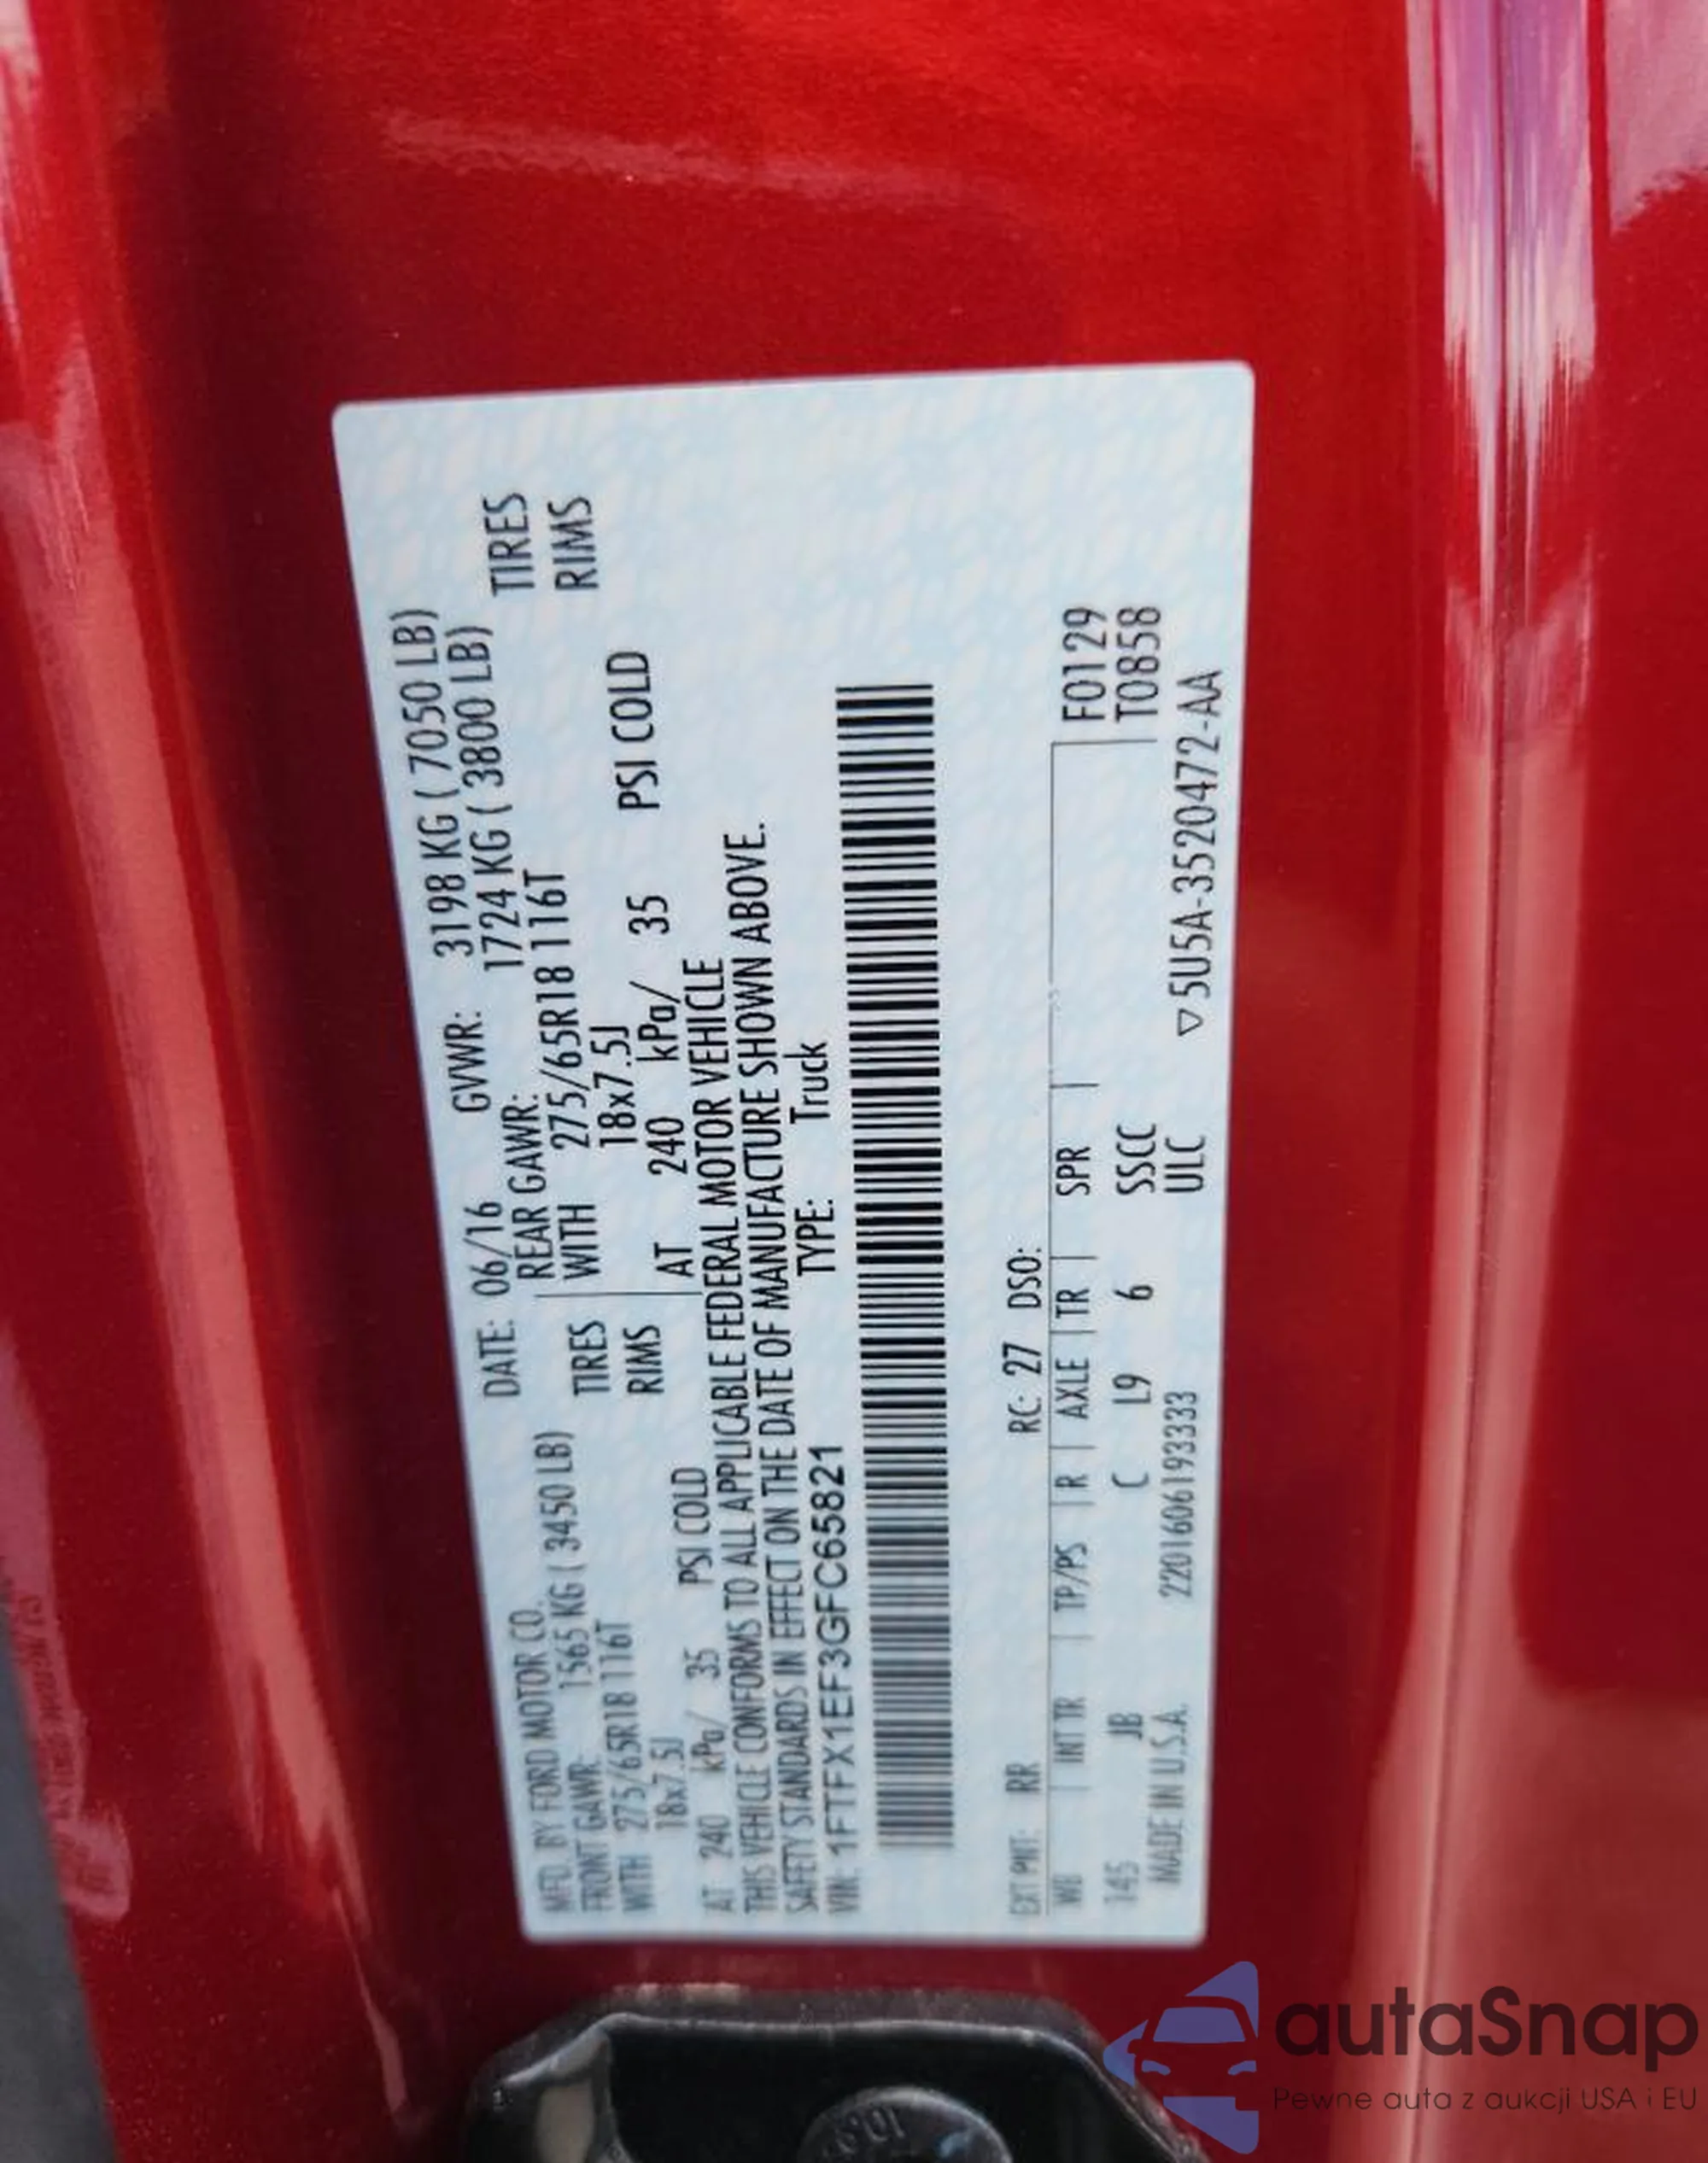 MFD. BY FORD MOTOR CO. DATE: 06/16 GVWR: 3198 KG ( 7050 LB)
FRONT GAWR: 1565 KG ( 3450 LB) REAR GAWR: 1724 KG ( 3800 LB)
WITH 275/65R18 116T TIRES WITH 275/65R18 116T TIRES
18x7.5J RIMS 18x7.5J RIMS
AT 240 kPa/ 35 PSI COLD AT 240 kPa/ 35 PSI COLD
THIS VEHICLE CONFORMS TO ALL APPLICABLE FEDERAL MOTOR VEHICLE
SAFETY STANDARDS IN EFFECT ON THE DATE OF MANUFACTURE SHOWN ABOVE.
VIN: 1FTFX1EF3GFC65821 TYPE: Truck
EXT PNT: RR RC: 27 DSO:
WB INT TR TP/PS R AXLE TR SPR F0129
145 JB C L9 6 SSCC T0858
MADE IN U.S.A. 2201606193333 ULC ▽5U5A-3520472-AA
autaSnap
Pewne auta z aukcji USA i EU